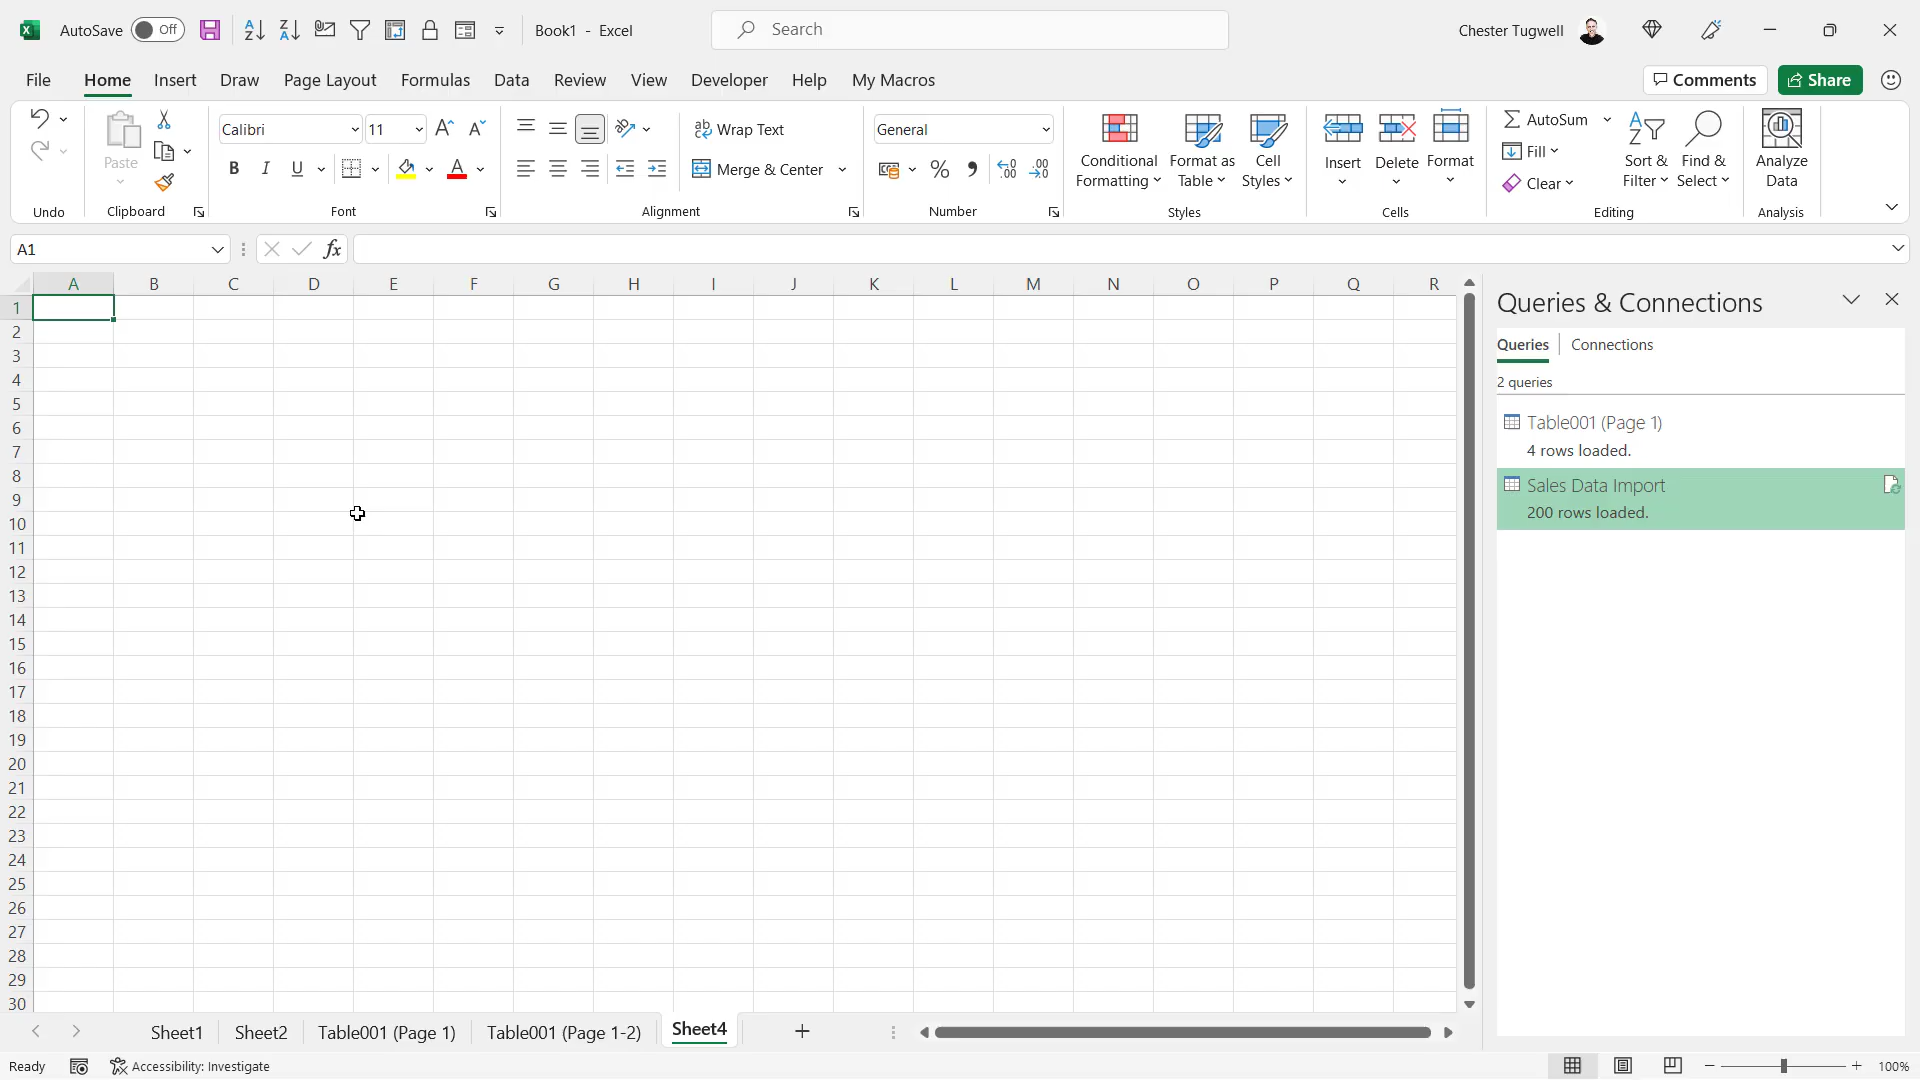 AutoSave Off Book1 - Excel Search Chester Tugwell
File Home Insert Draw Page Layout Formulas Data Review View Developer Help My Macros Comments Share
Paste
Clipboard
Undo
Calibri 11
B I U A
Font
Wrap Text
Merge & Center
Alignment
General
% ,
Number
Conditional Formatting
Format as Table
Cell Styles
Styles
Insert Delete Format
Cells
AutoSum
Fill
Clear
Sort & Filter
Find & Select
Editing
Analyze Data
Analysis
A1 fx
A B C D E F G H I J K L M N O P Q R
1
2
3
4
5
6
7
8
9
10
11
12
13
14
15
16
17
18
19
20
21
22
23
24
25
26
27
28
29
30
Queries & Connections
Queries Connections
2 queries
Table001 (Page 1)
4 rows loaded.
Sales Data Import
200 rows loaded.
Sheet1 Sheet2 Table001 (Page 1) Table001 (Page 1-2) Sheet4
Ready Accessibility: Investigate 100%